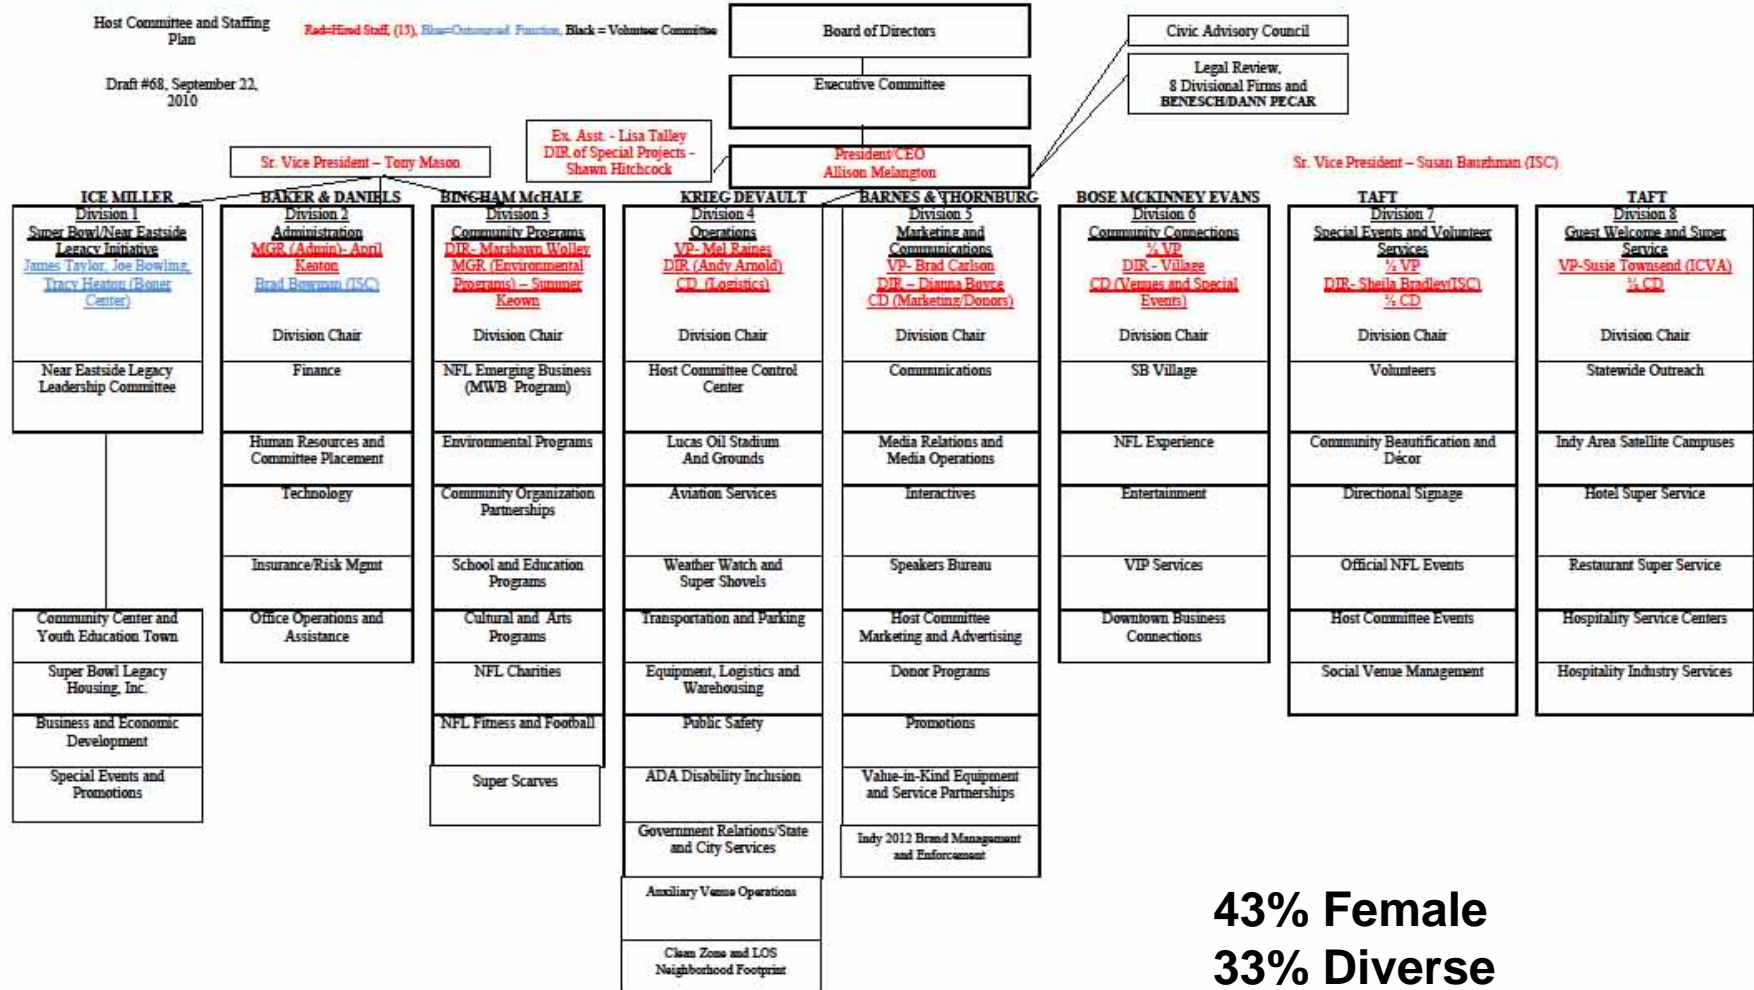 Host Committee and Staffing
Plan
Red=Hired Staff, (15), Blue=Outsourced Function, Black = Volunteer Committee
Draft #68, September 22,
2010
Board of Directors
Executive Committee
Civic Advisory Council
Legal Review,
8 Divisional Firms and
BENESCH/DANN PECAR
Ex. Asst. - Lisa Talley
DIR of Special Projects -
Shawn Hitchcock
President/CEO
Allison Melangton
Sr. Vice President – Tony Mason
Sr. Vice President – Susan Baughman (ISC)
ICE MILLER
Division 1
Super Bowl/Near Eastside
Legacy Initiative
James Taylor, Joe Bowling,
Tracy Heaton (Boner
Center)
Near Eastside Legacy
Leadership Committee
Community Center and
Youth Education Town
Super Bowl Legacy
Housing, Inc.
Business and Economic
Development
Special Events and
Promotions
BAKER & DANIELS
Division 2
Administration
MGR (Admin)- April
Keaton
Brad Bowman (ISC)
Division Chair
Finance
Human Resources and
Committee Placement
Technology
Insurance/Risk Mgmt
Office Operations and
Assistance
BINGHAM McHALE
Division 3
Community Programs
DIR- Marshawn Wolley
MGR (Environmental
Programs) – Summer
Keown
Division Chair
NFL Emerging Business
(MWB Program)
Environmental Programs
Community Organization
Partnerships
School and Education
Programs
Cultural and Arts
Programs
NFL Charities
NFL Fitness and Football
Super Scarves
KRIEG DEVAULT
Division 4
Operations
VP- Mel Raines
DIR (Andy Arnold)
CD (Logistics)
Division Chair
Host Committee Control
Center
Lucas Oil Stadium
And Grounds
Aviation Services
Weather Watch and
Super Shovels
Transportation and Parking
Equipment, Logistics and
Warehousing
Public Safety
ADA Disability Inclusion
Government Relations/State
and City Services
Auxiliary Venue Operations
Clean Zone and LOS
Neighborhood Footprint
BARNES & THORNBURG
Division 5
Marketing and
Communications
VP- Brad Carlson
DIR – Dianna Boyce
CD (Marketing/Donors)
Division Chair
Communications
Media Relations and
Media Operations
Interactives
Speakers Bureau
Host Committee
Marketing and Advertising
Donor Programs
Promotions
Value-in-Kind Equipment
and Service Partnerships
Indy 2012 Brand Management
and Enforcement
BOSE MCKINNEY EVANS
Division 6
Community Connections
½ VP
DIR - Village
CD (Venues and Special
Events)
Division Chair
SB Village
NFL Experience
Entertainment
VIP Services
Downtown Business
Connections
TAFT
Division 7
Special Events and Volunteer
Services
½ VP
DIR- Sheila Bradley(ISC)
½ CD
Division Chair
Volunteers
Community Beautification and
Décor
Directional Signage
Official NFL Events
Host Committee Events
Social Venue Management
TAFT
Division 8
Guest Welcome and Super
Service
VP-Susie Townsend (ICVA)
½ CD
Division Chair
Statewide Outreach
Indy Area Satellite Campuses
Hotel Super Service
Restaurant Super Service
Hospitality Service Centers
Hospitality Industry Services
43% Female
33% Diverse